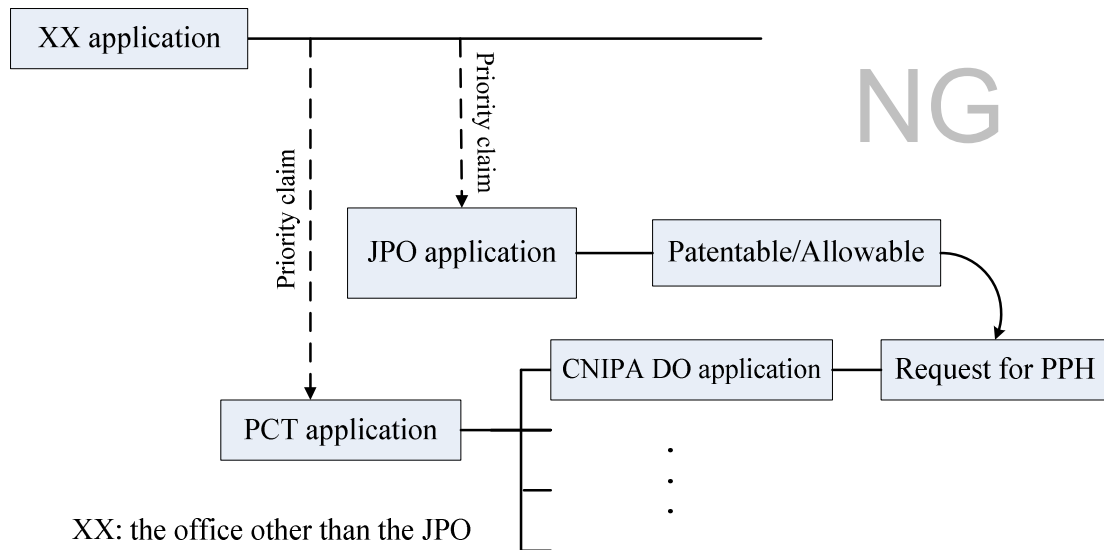 XX application
NG
Priority claim
Priority claim
JPO application
Patentable/Allowable
CNIPA DO application
Request for PPH
PCT application
XX: the office other than the JPO